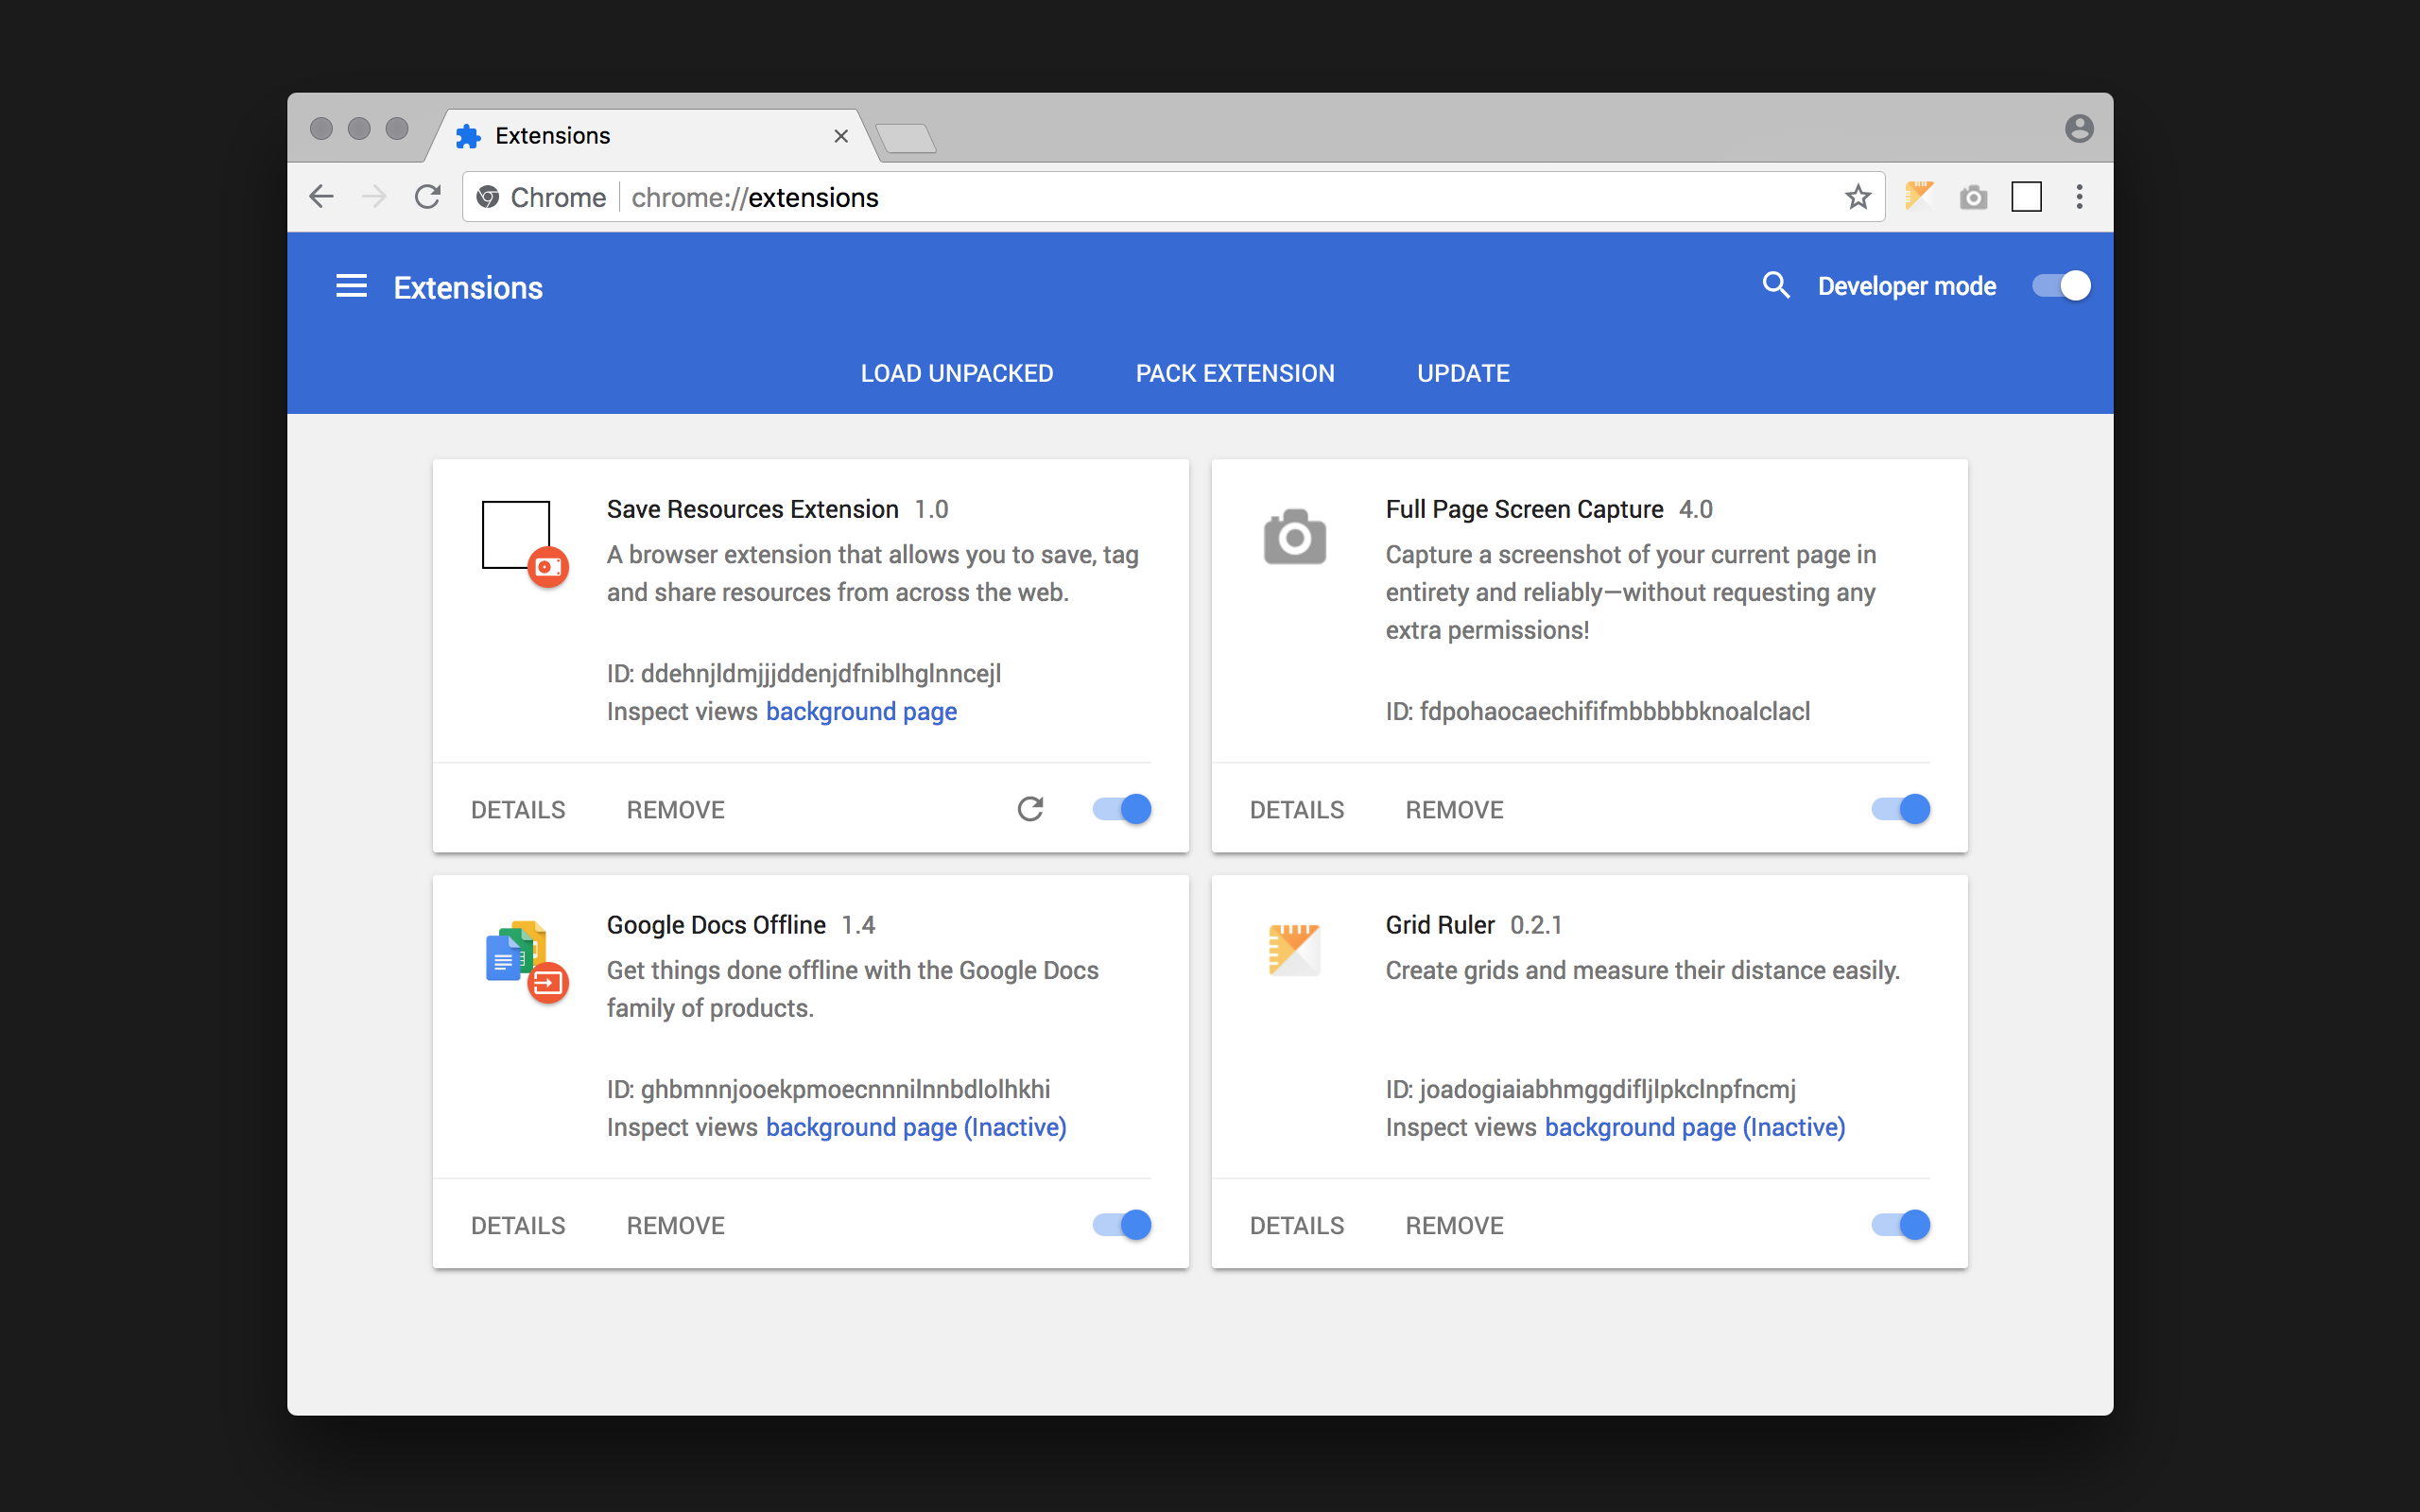 Extensions
Chrome chrome://extensions
Extensions Developer mode
LOAD UNPACKED PACK EXTENSION UPDATE
Save Resources Extension 1.0
A browser extension that allows you to save, tag
and share resources from across the web.
ID: ddehnjldmjjjddenjdfniblhglnncejl
Inspect views background page
DETAILS REMOVE
Full Page Screen Capture 4.0
Capture a screenshot of your current page in
entirety and reliably—without requesting any
extra permissions!
ID: fdpohaocaechififmbbbbbknoalclacl
DETAILS REMOVE
Google Docs Offline 1.4
Get things done offline with the Google Docs
family of products.
ID: ghbmnnjooekpmoecnnnilnnbdlolhkhi
Inspect views background page (Inactive)
DETAILS REMOVE
Grid Ruler 0.2.1
Create grids and measure their distance easily.
ID: joadogiaiabhmggdifljlpkclnpfncmj
Inspect views background page (Inactive)
DETAILS REMOVE